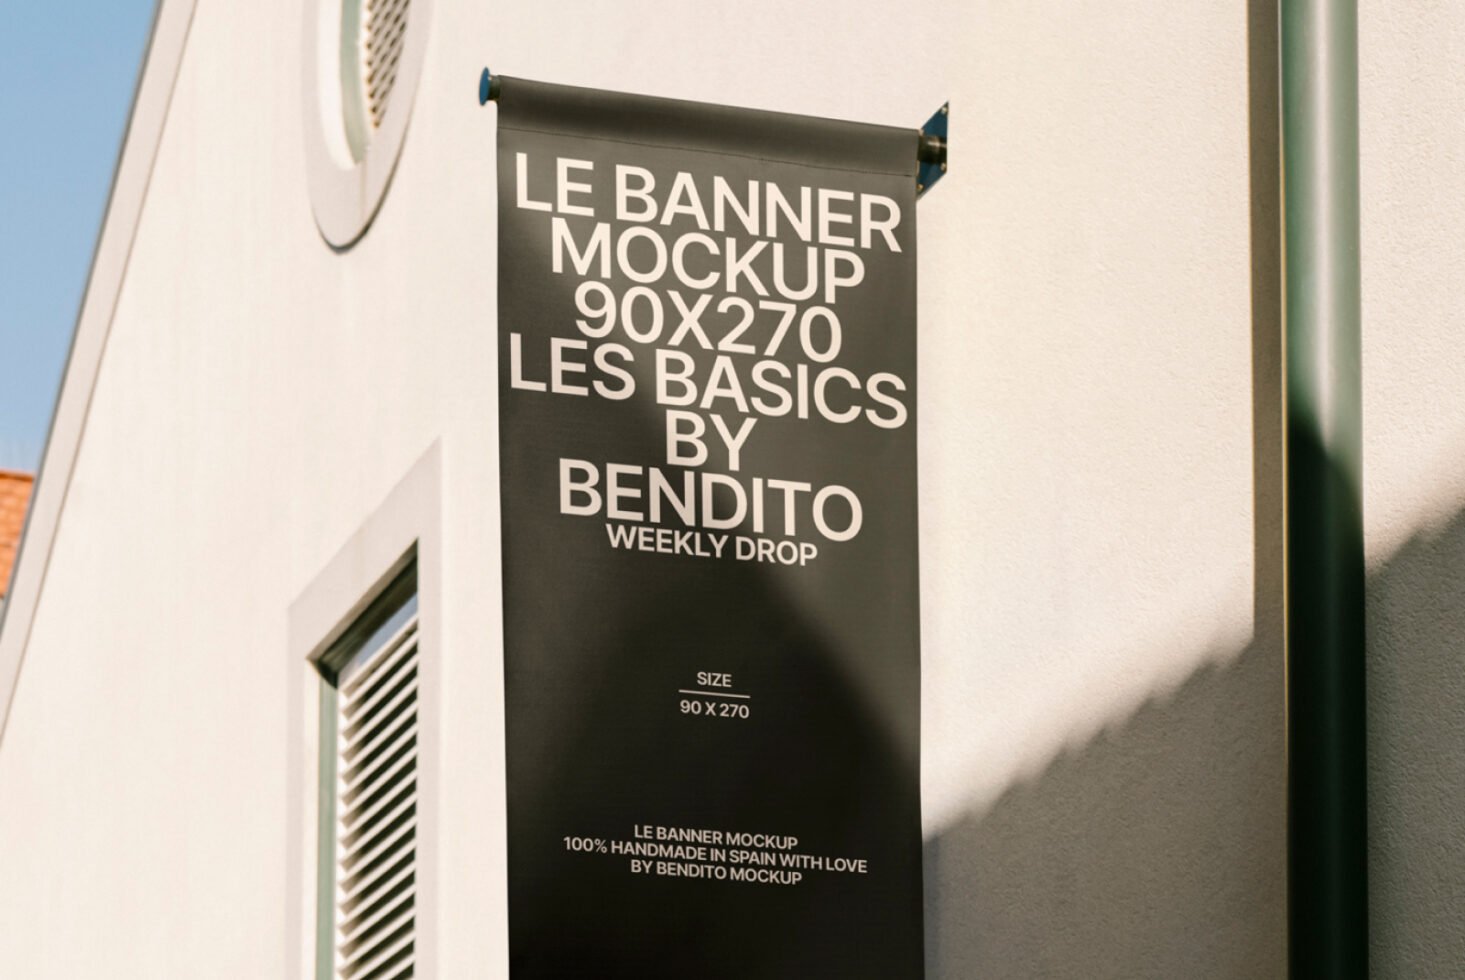 LE BANNER
MOCKUP
90X270
LES BASICS
BY
BENDITO
WEEKLY DROP
SIZE
90 X 270
LE BANNER MOCKUP
100% HANDMADE IN SPAIN WITH LOVE
BY BENDITO MOCKUP